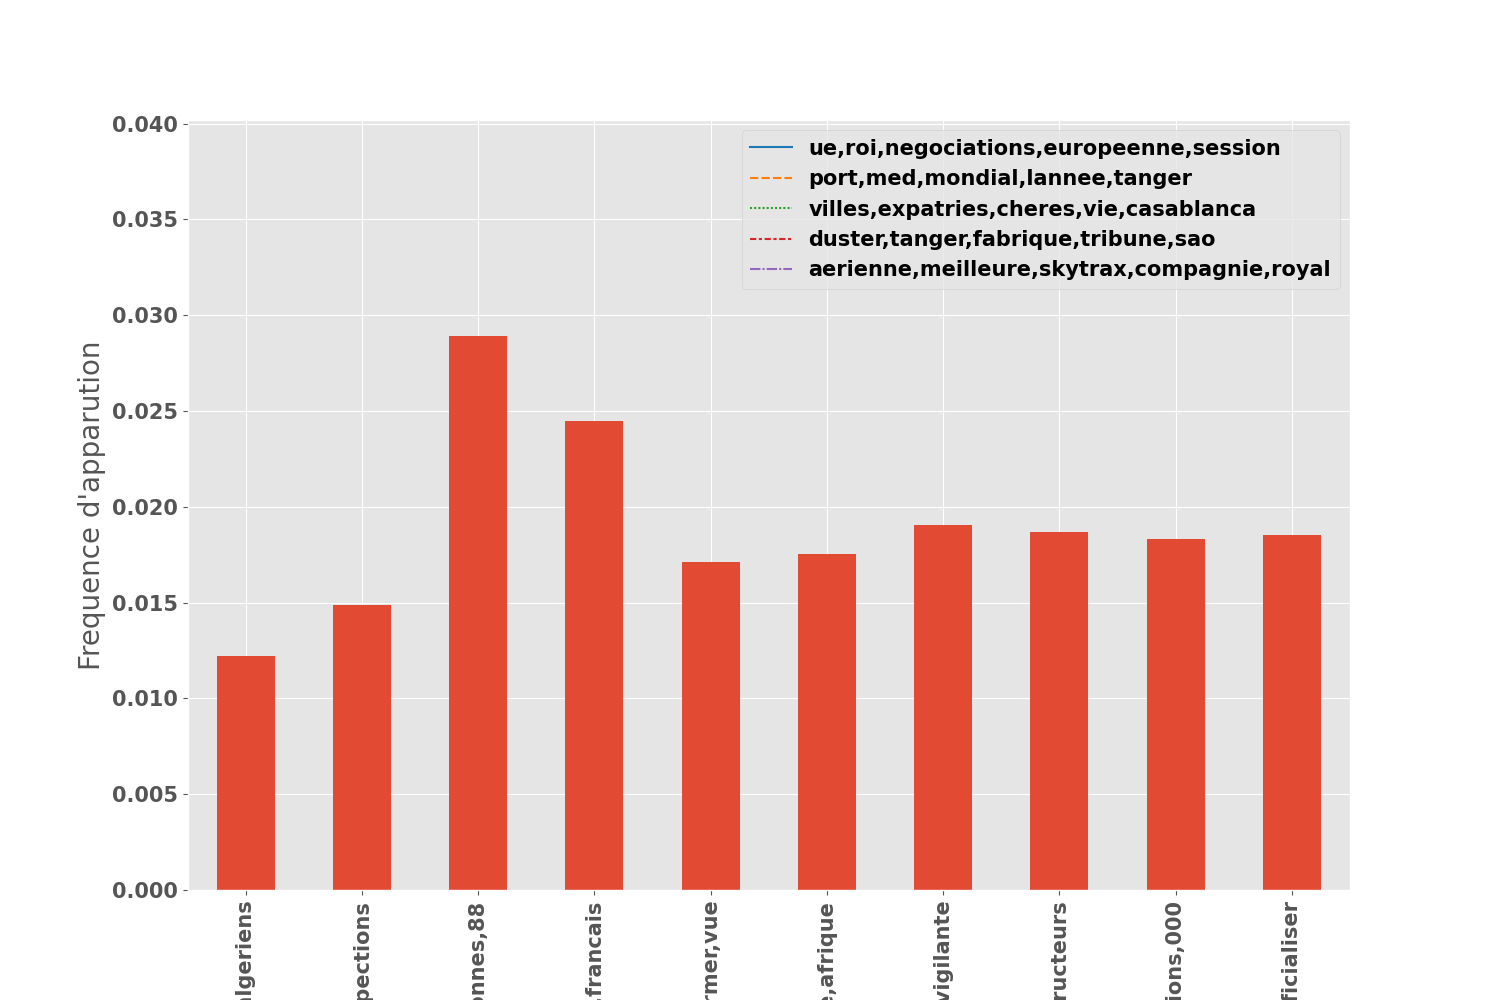 0.040
0.035
0.030
0.025
0.020
0.015
0.010
0.005
0.000
Frequence d'apparution
ue,roi,negociations,europeenne,session
port,med,mondial,lannee,tanger
villes,expatries,cheres,vie,casablanca
duster,tanger,fabrique,tribune,sao
aerienne,meilleure,skytrax,compagnie,royal
lgeriens
pections
onnes,88
,francais
rmer,vue
e,afrique
vigilante
ructeurs
ions,000
ficialiser